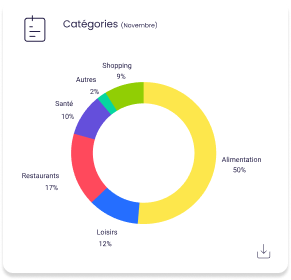 Catégories (Novembre)
Shopping
9%
Autres
2%
Santé
10%
Alimentation
50%
Restaurants
17%
Loisirs
12%